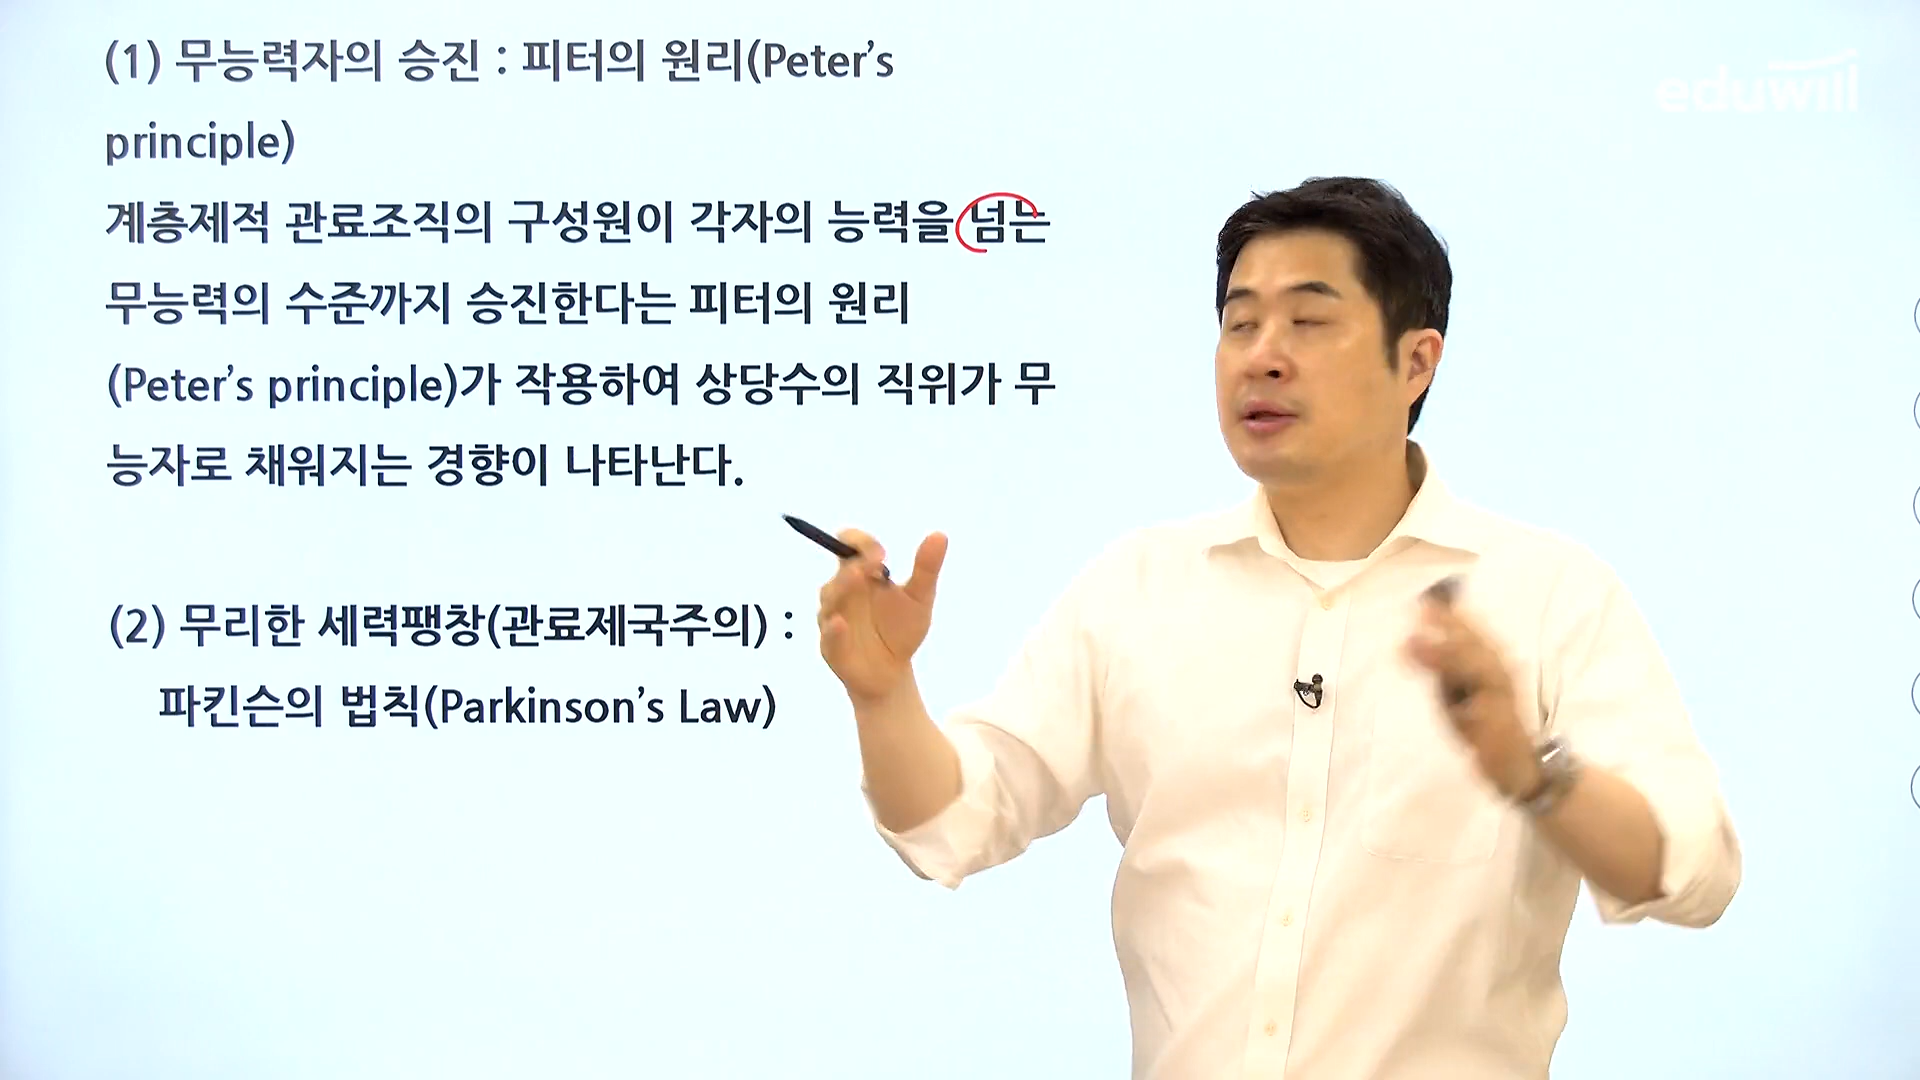 (1) 무능력자의 승진 : 피터의 원리(Peter’s
principle)
계층제적 관료조직의 구성원이 각자의 능력을 넘는
무능력의 수준까지 승진한다는 피터의 원리
(Peter’s principle)가 작용하여 상당수의 직위가 무
능자로 채워지는 경향이 나타난다.
(2) 무리한 세력팽창(관료제국주의) :
파킨슨의 법칙(Parkinson’s Law)
eduwill